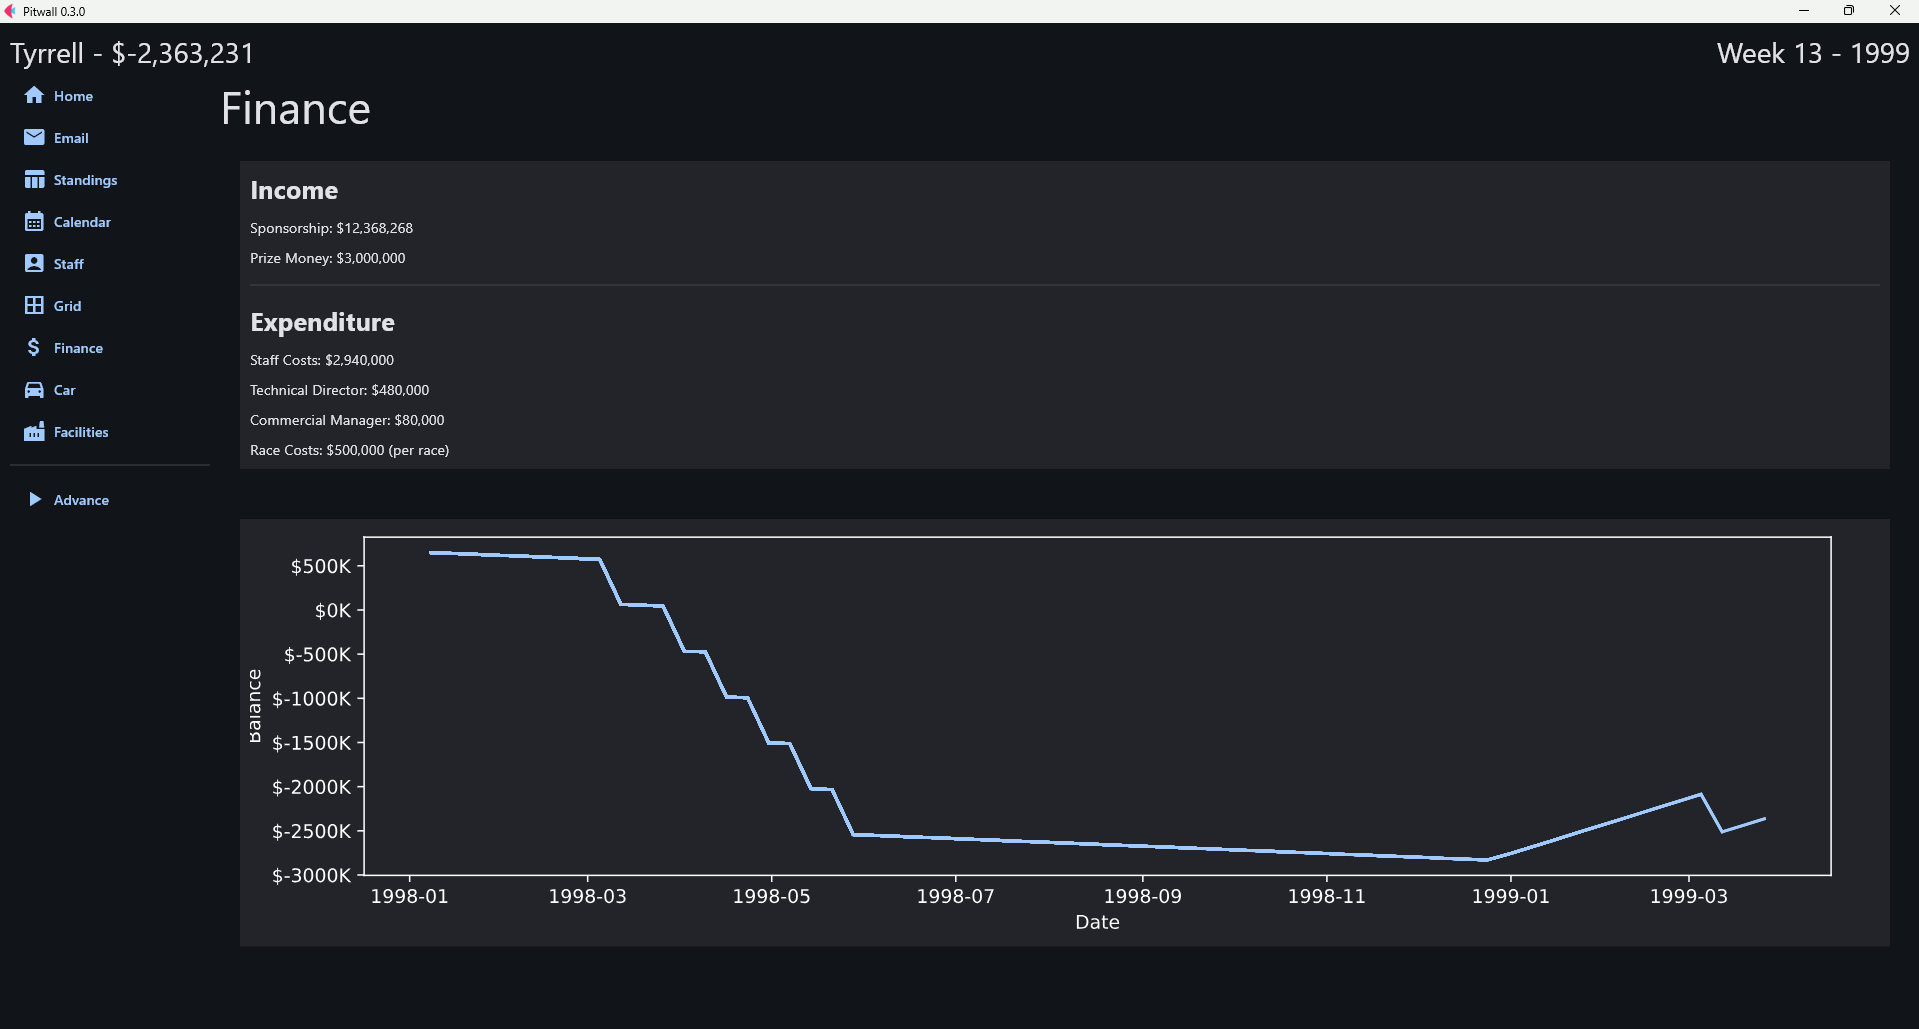 Pitwall 0.3.0
Tyrrell - $-2,363,231
Week 13 - 1999
Home
Email
Standings
Calendar
Staff
Grid
Finance
Car
Facilities
Advance
Finance
Income
Sponsorship: $12,368,268
Prize Money: $3,000,000
Expenditure
Staff Costs: $2,940,000
Technical Director: $480,000
Commercial Manager: $80,000
Race Costs: $500,000 (per race)
Balance
$500K
$0K
$-500K
$-1000K
$-1500K
$-2000K
$-2500K
$-3000K
1998-01
1998-03
1998-05
1998-07
1998-09
1998-11
1999-01
1999-03
Date